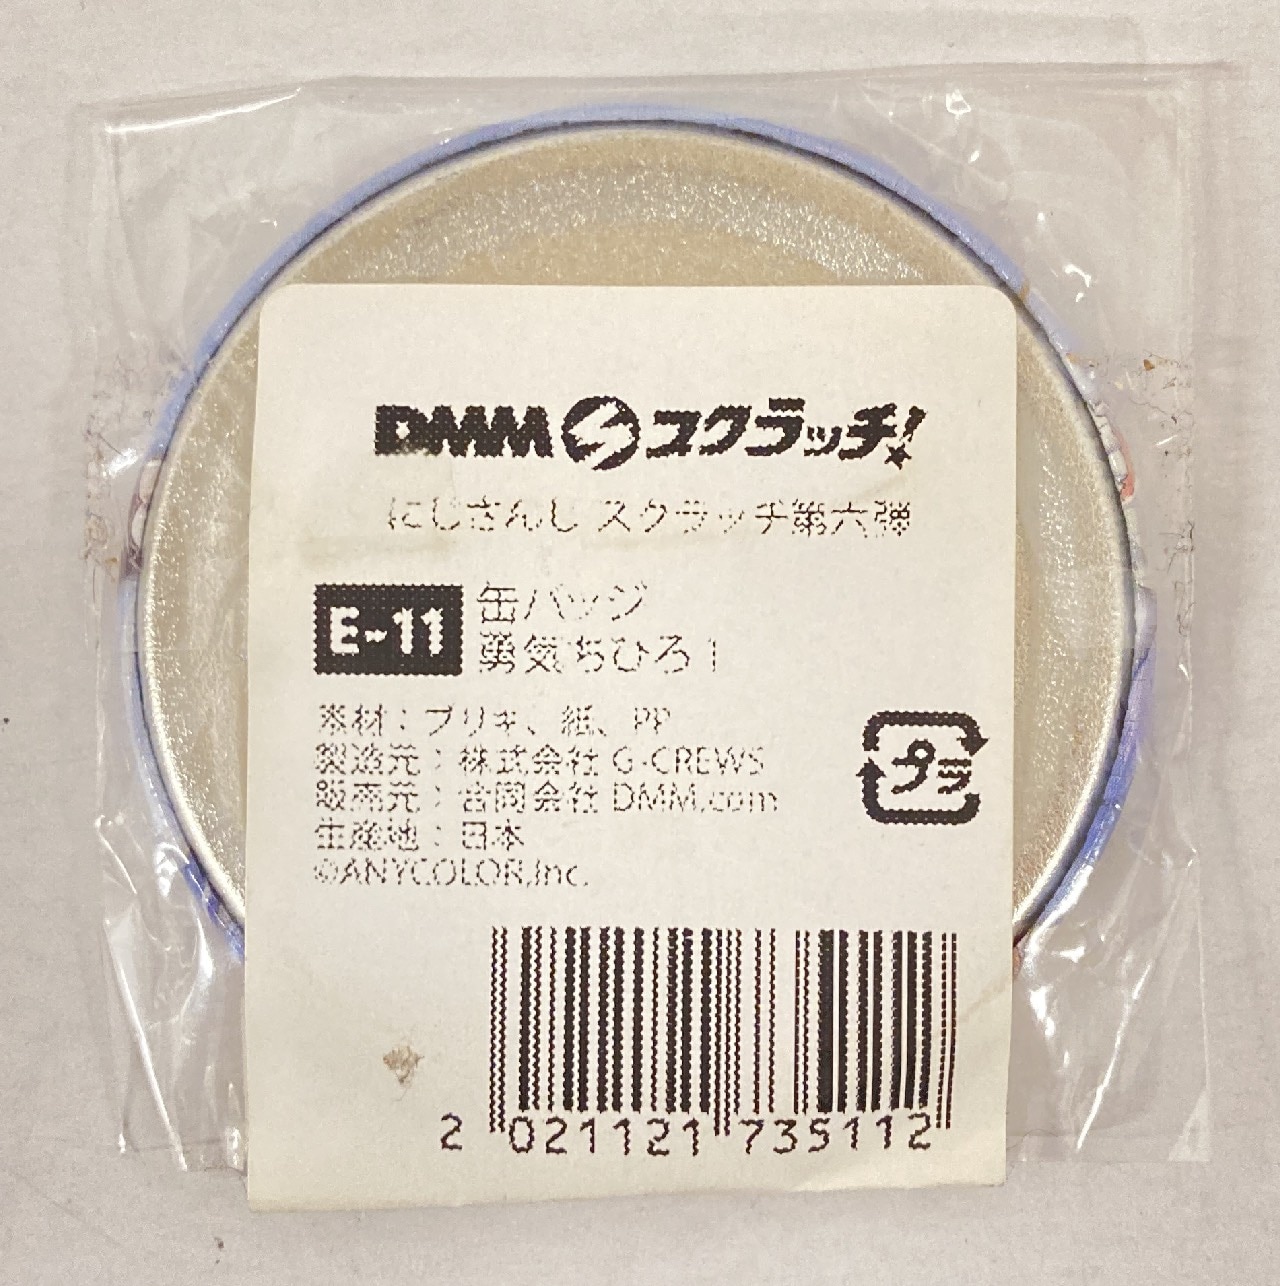 DMMスクラッチ!
にじさんじ スクラッチ第六弾
E-11
缶バッジ
勇気ちひろ 1
素材：ブリキ、紙、PP
製造元：株式会社 G-CREWS
販売元：合同会社 DMM.com
生産地：日本
©ANYCOLOR,Inc.
プラ
2 021121 735112